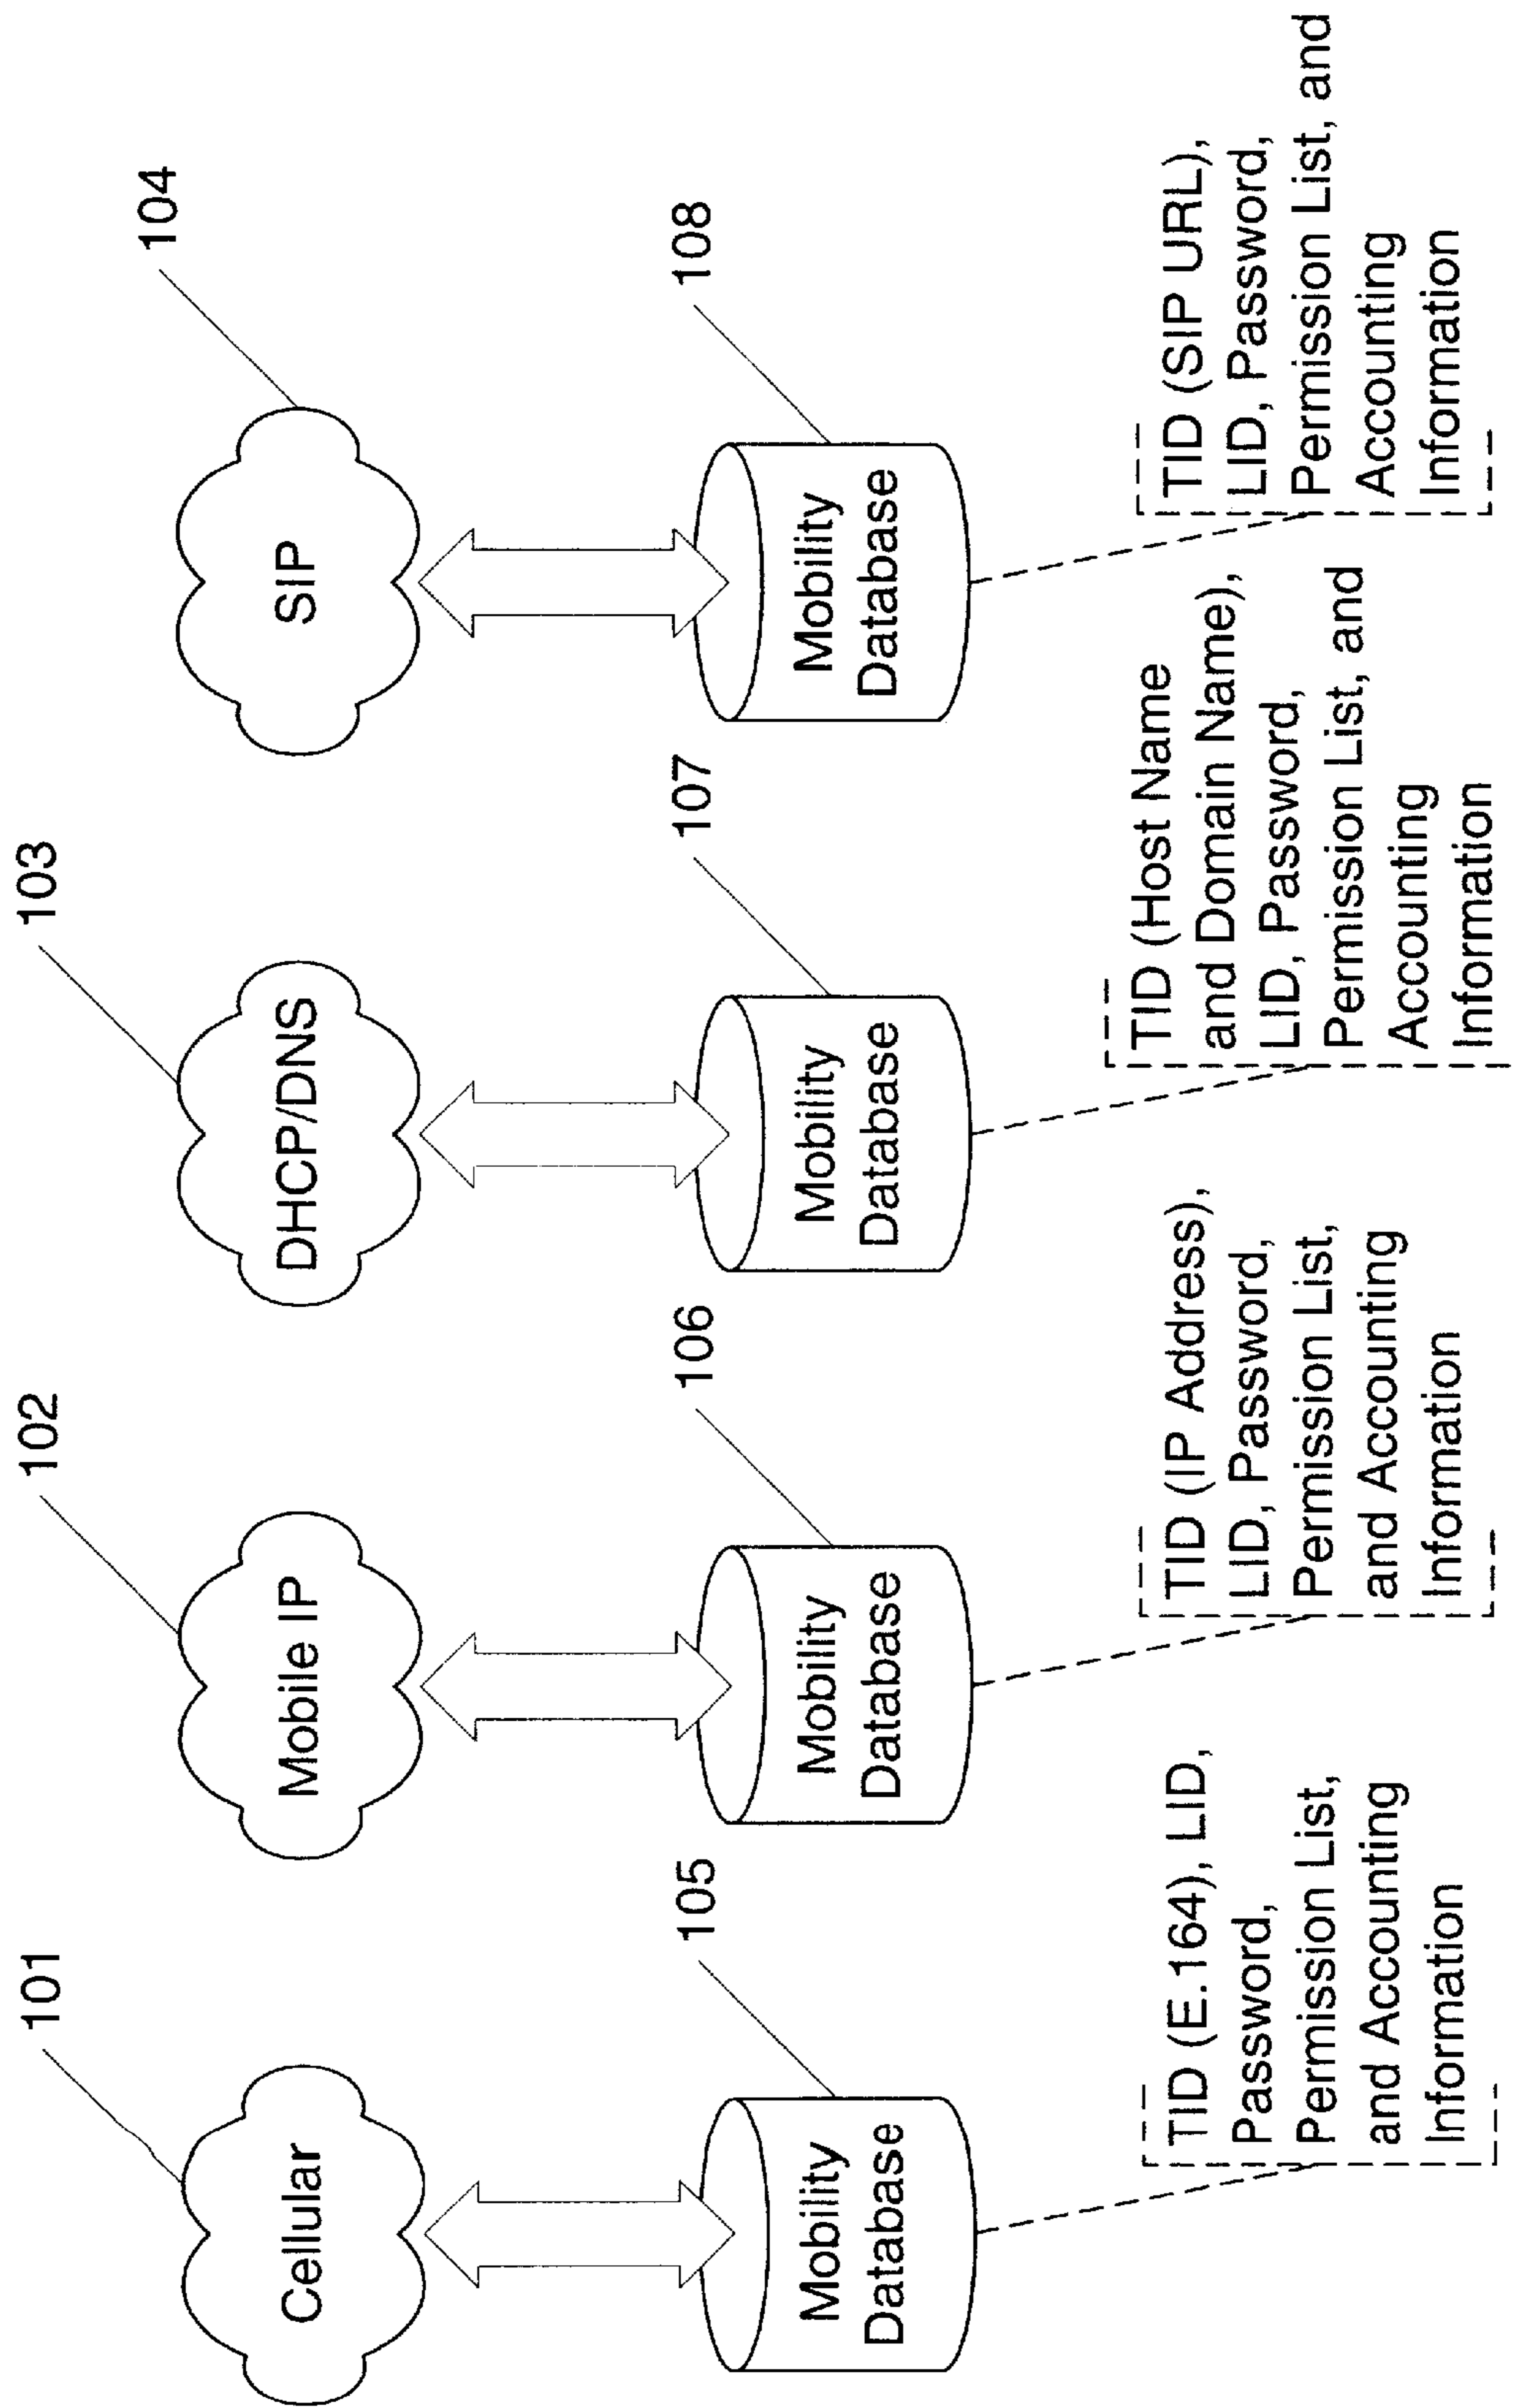 101
102
103
104
Cellular
Mobile IP
DHCP/DNS
SIP
105
106
107
108
Mobility
Database
Mobility
Database
Mobility
Database
Mobility
Database
TID (E.164), LID,
Password,
Permission List,
and Accounting
Information
TID (IP Address),
LID, Password,
Permission List,
and Accounting
Information
TID (Host Name
and Domain Name),
LID, Password,
Permission List, and
Accounting
Information
TID (SIP URL),
LID, Password,
Permission List, and
Accounting
Information